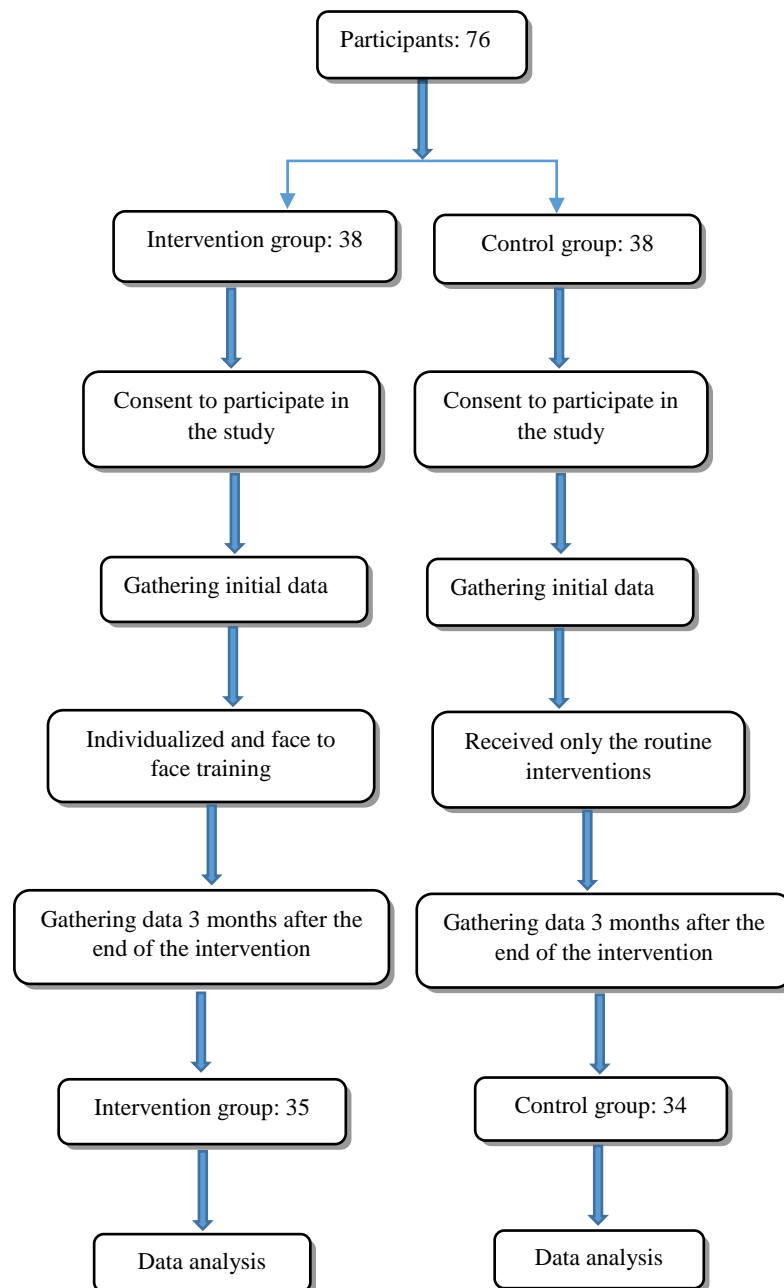 Participants: 76
Intervention group: 38
Control group: 38
Consent to participate in
the study
Consent to participate in
the study
Gathering initial data
Gathering initial data
Individualized and face to
face training
Received only the routine
interventions
Gathering data 3 months after the
end of the intervention
Gathering data 3 months after the
end of the intervention
Intervention group: 35
Control group: 34
Data analysis
Data analysis